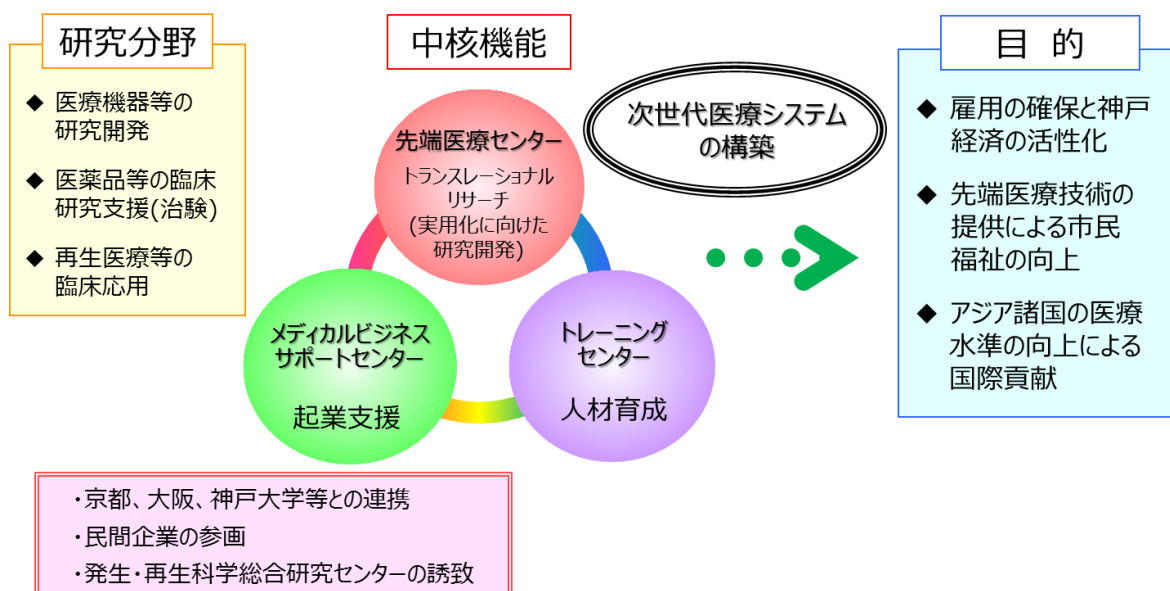 研究分野
◆ 医療機器等の
研究開発
◆ 医薬品等の臨床
研究支援(治験)
◆ 再生医療等の
臨床応用
中核機能
先端医療センター
トランスレーショナル
リサーチ
(実用化に向けた
研究開発)
メディカルビジネス
サポートセンター
起業支援
トレーニング
センター
人材育成
次世代医療システム
の構築
目 的
◆ 雇用の確保と神戸
経済の活性化
◆ 先端医療技術の
提供による市民
福祉の向上
◆ アジア諸国の医療
水準の向上による
国際貢献
・京都、大阪、神戸大学等との連携
・民間企業の参画
・発生・再生科学総合研究センターの誘致